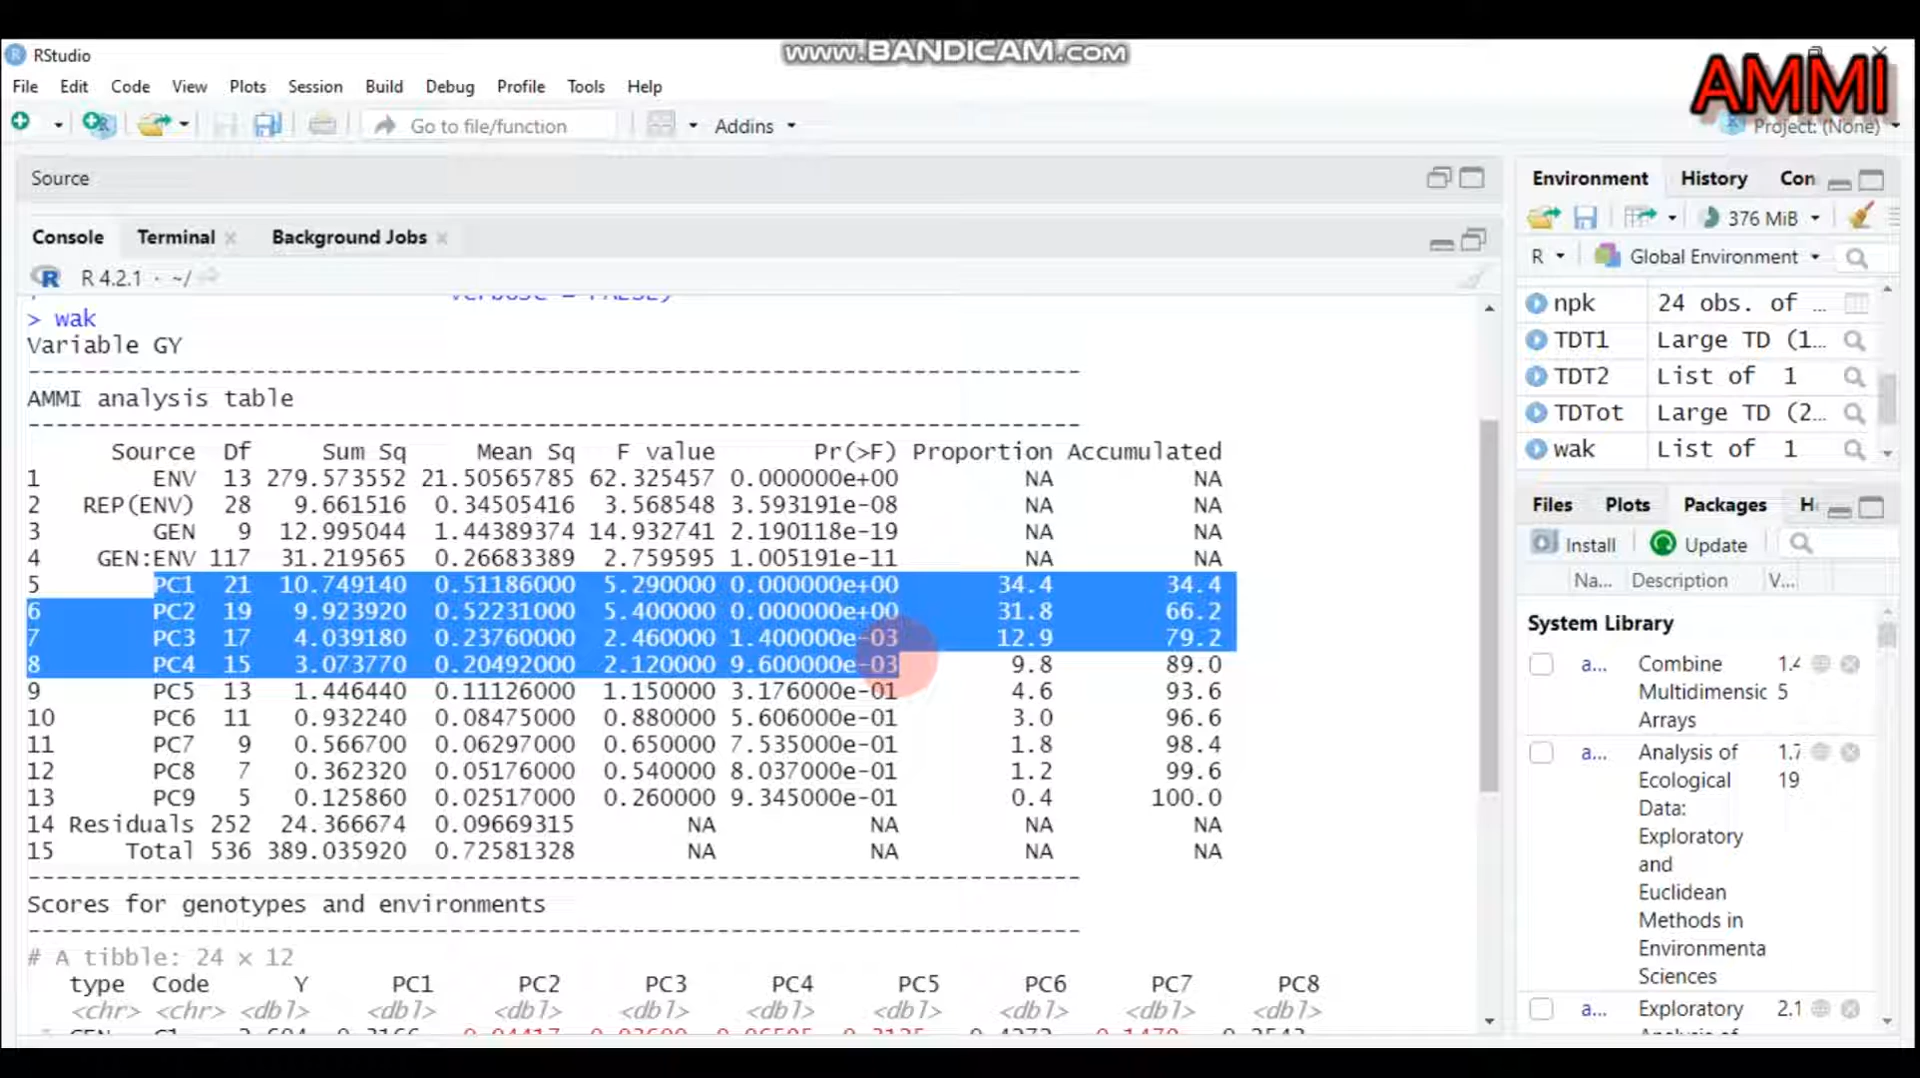 www.BANDICAM.com
RStudio
AMMI
File Edit Code View Plots Session Build Debug Profile Tools Help
Go to file/function Addins
Project: (None)
Source
Console Terminal Background Jobs
R 4.2.1 · ~/
verbose = FALSE)
> wak
Variable GY
---------------------------------------------------------------------------
AMMI analysis table
---------------------------------------------------------------------------
Source Df Sum Sq Mean Sq F value Pr(>F) Proportion Accumulated
1 ENV 13 279.573552 21.50565785 62.325457 0.000000e+00 NA NA
2 REP(ENV) 28 9.661516 0.34505416 3.568548 3.593191e-08 NA NA
3 GEN 9 12.995044 1.44389374 14.932741 2.190118e-19 NA NA
4 GEN:ENV 117 31.219565 0.26683389 2.759595 1.005191e-11 NA NA
5 PC1 21 10.749140 0.51186000 5.290000 0.000000e+00 34.4 34.4
6 PC2 19 9.923920 0.52231000 5.400000 0.000000e+00 31.8 66.2
7 PC3 17 4.039180 0.23760000 2.460000 1.400000e-03 12.9 79.2
8 PC4 15 3.073770 0.20492000 2.120000 9.600000e-03 9.8 89.0
9 PC5 13 1.446440 0.11126000 1.150000 3.176000e-01 4.6 93.6
10 PC6 11 0.932240 0.08475000 0.880000 5.606000e-01 3.0 96.6
11 PC7 9 0.566700 0.06297000 0.650000 7.535000e-01 1.8 98.4
12 PC8 7 0.362320 0.05176000 0.540000 8.037000e-01 1.2 99.6
13 PC9 5 0.125860 0.02517000 0.260000 9.345000e-01 0.4 100.0
14 Residuals 252 24.366674 0.09669315 NA NA NA NA
15 Total 536 389.035920 0.72581328 NA NA NA NA
---------------------------------------------------------------------------
Scores for genotypes and environments
---------------------------------------------------------------------------
# A tibble: 24 × 12
type Code Y PC1 PC2 PC3 PC4 PC5 PC6 PC7 PC8
<chr> <chr> <dbl> <dbl> <dbl> <dbl> <dbl> <dbl> <dbl> <dbl> <dbl>
Environment History Con
376 MiB
R Global Environment
npk 24 obs. of ...
TDT1 Large TD (1...
TDT2 List of 1
TDTot Large TD (2...
wak List of 1
Files Plots Packages H
Install Update
Na... Description V...
System Library
a... Combine 1.4
Multidimensic 5
Arrays
a... Analysis of 1.7
Ecological 19
Data:
Exploratory
and
Euclidean
Methods in
Environmenta
Sciences
a... Exploratory 2.1